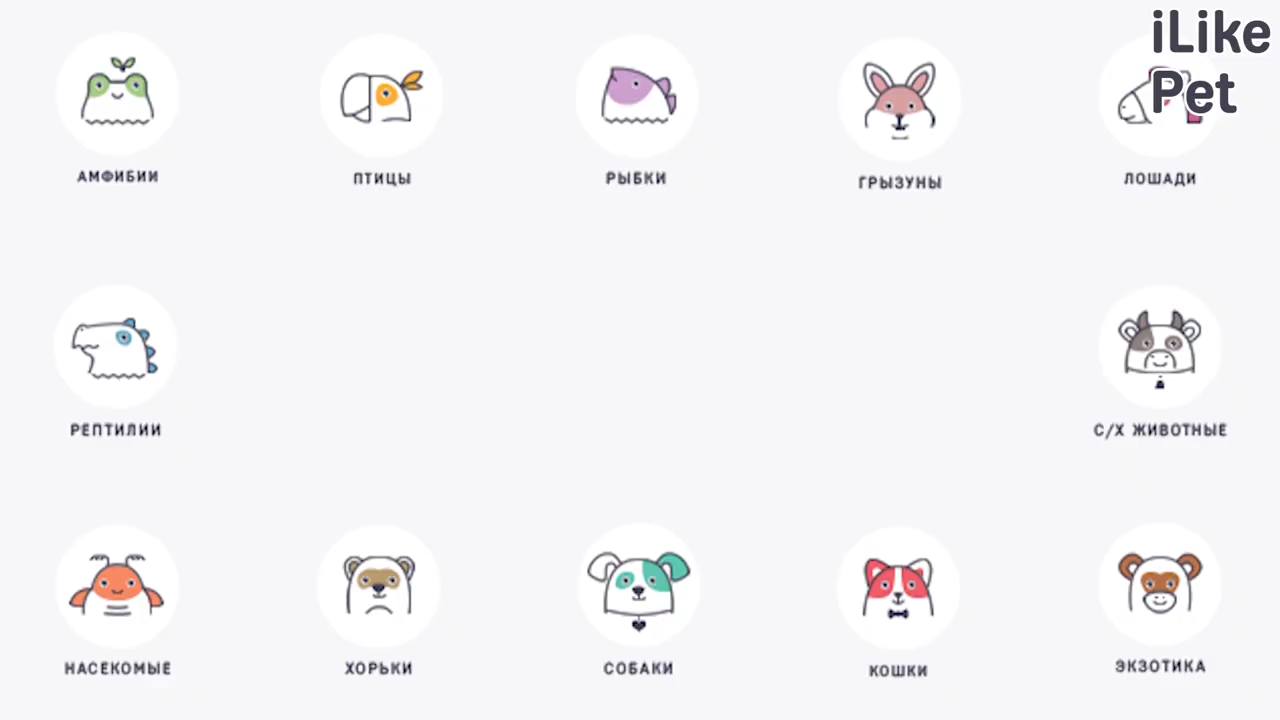 iLike
Pet
АМФИБИИ
ПТИЦЫ
РЫБКИ
ГРЫЗУНЫ
ЛОШАДИ
РЕПТИЛИИ
С/Х ЖИВОТНЫЕ
НАСЕКОМЫЕ
ХОРЬКИ
СОБАКИ
КОШКИ
ЭКЗОТИКА